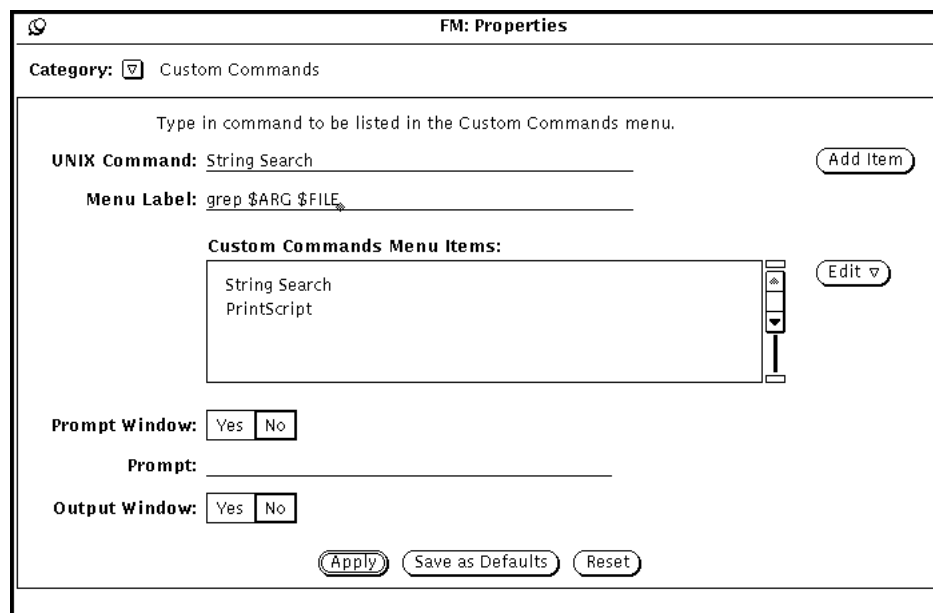 FM: Properties
Category: Custom Commands
Type in command to be listed in the Custom Commands menu.
UNIX Command: String Search
Add Item
Menu Label: grep $ARG $FILE
Custom Commands Menu Items:
String Search
PrintScript
Edit
Prompt Window: Yes No
Prompt:
Output Window: Yes No
Apply Save as Defaults Reset